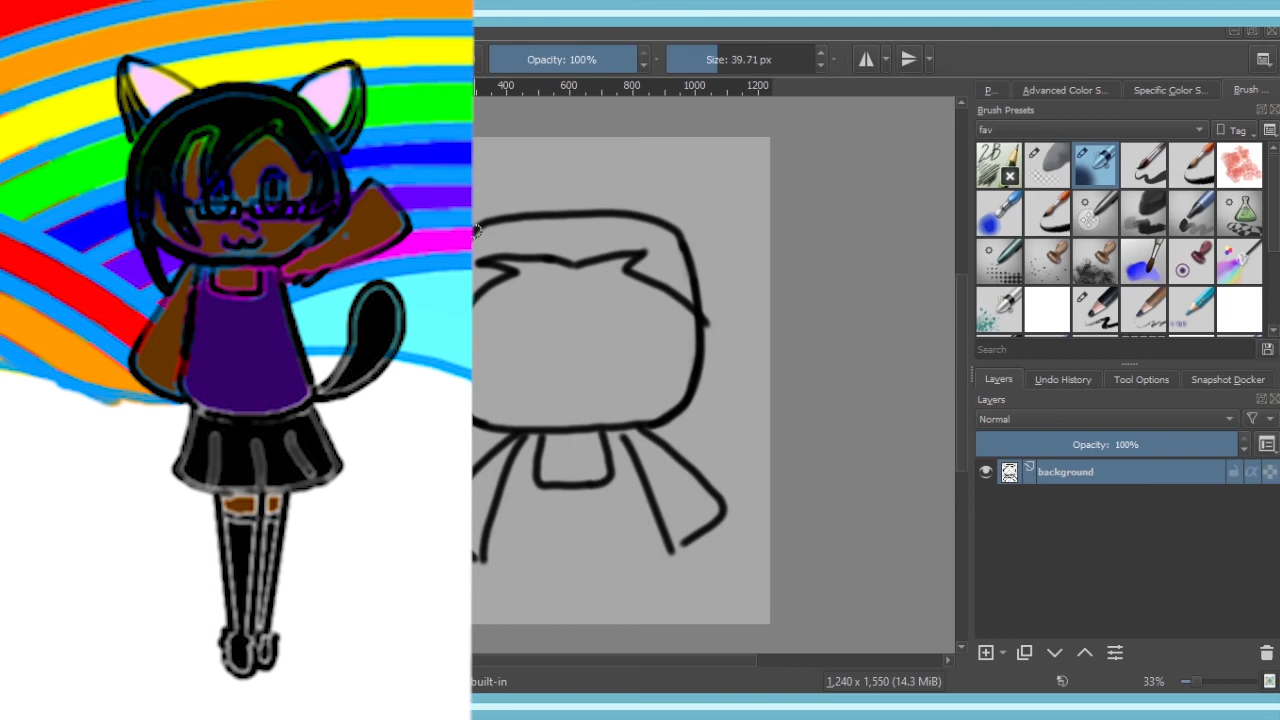 Opacity: 100%
Size: 39.71 px
400 600 800 1000 1200
P... Advanced Color S... Specific Color S... Brush ...
Brush Presets
fav
Tag
2B
Search
Layers Undo History Tool Options Snapshot Docker
Layers
Normal
Opacity: 100%
background
built-in
1,240 x 1,550 (14.3 MiB)
33%